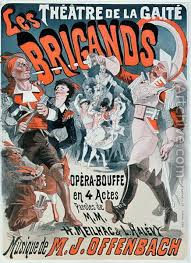 THÉÂTRE DE LA GAITÉ
Les
BRIGANDS
OPÉRA-BOUFFE
en 4 Actes
Paroles de
M.M.
H. MEILHAC & L. HALÉVY
Musique de M. J. OFFENBACH